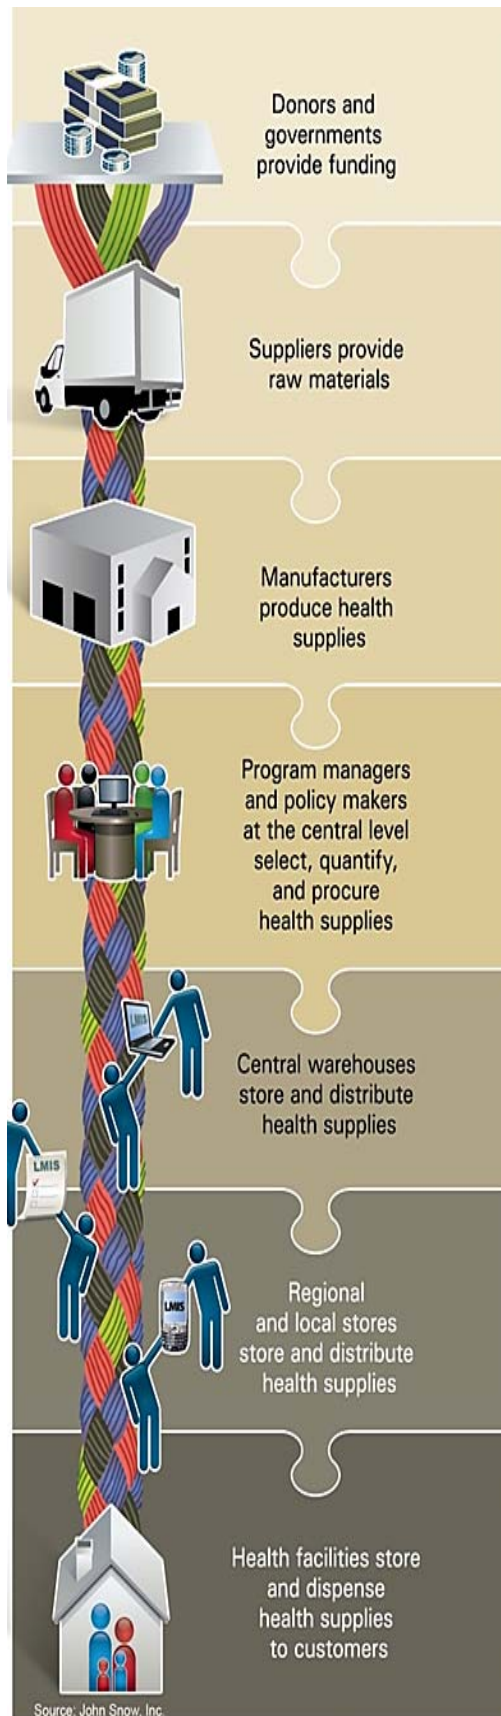 Donors and
governments
provide funding
Suppliers provide
raw materials
Manufacturers
produce health
supplies
Program managers
and policy makers
at the central level
select, quantify,
and procure
health supplies
LMIS
Central warehouses
store and distribute
health supplies
LMIS
Regional
and local stores
store and distribute
health supplies
LMIS
Health facilities store
and dispense
health supplies
to customers
Source: John Snow, Inc.